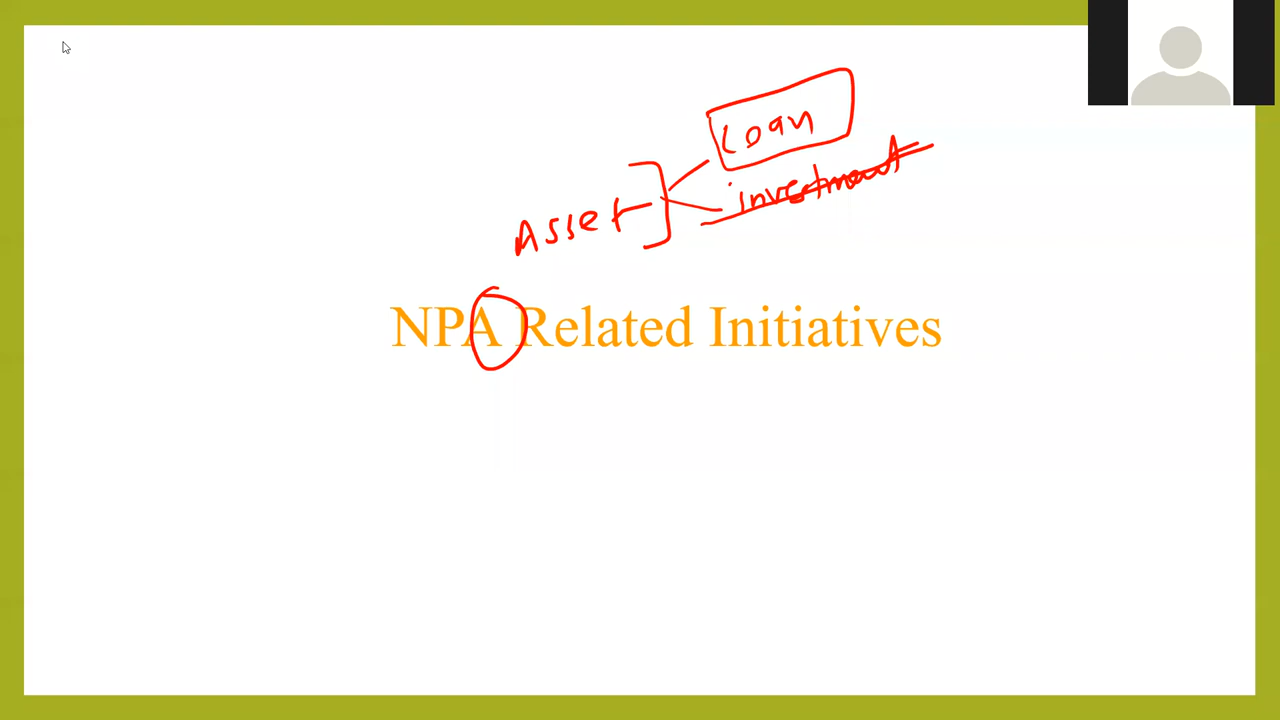 Loan
investment
Asset
NPA Related Initiatives